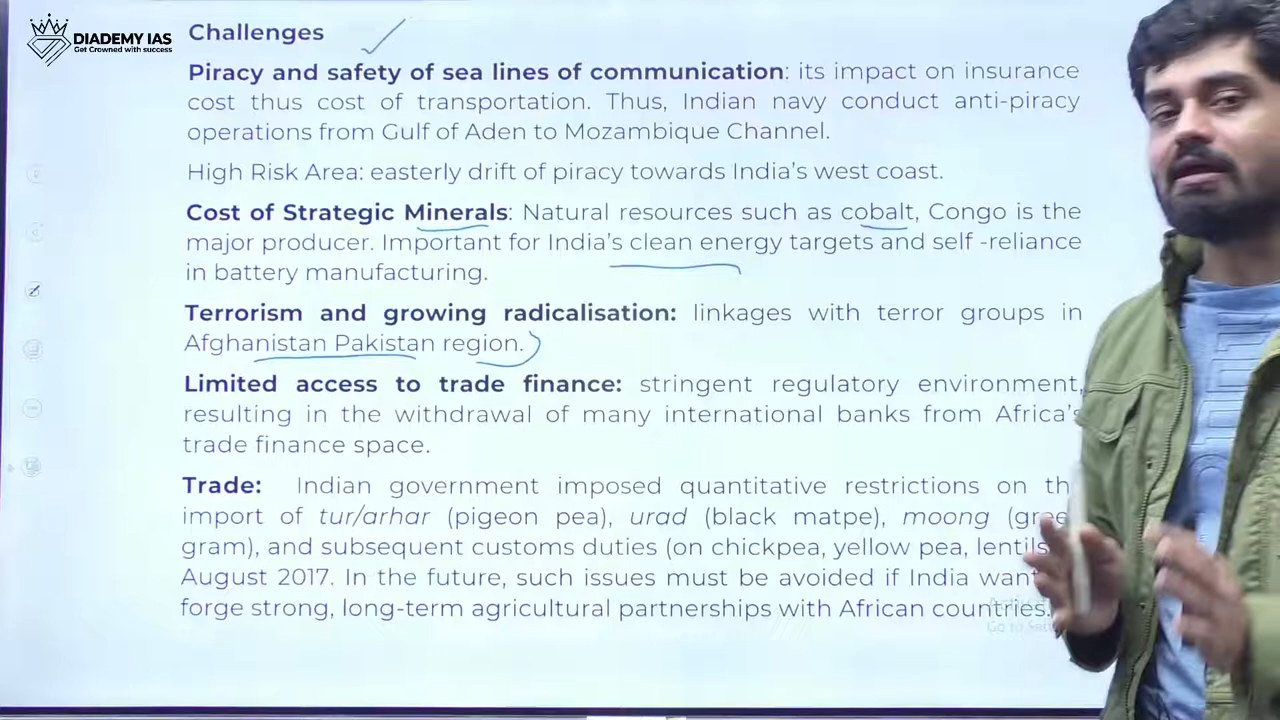 DIADEMY IAS
Get Crowned with success
Challenges
Piracy and safety of sea lines of communication: its impact on insurance
cost thus cost of transportation. Thus, Indian navy conduct anti-piracy
operations from Gulf of Aden to Mozambique Channel.
High Risk Area: easterly drift of piracy towards India's west coast.
Cost of Strategic Minerals: Natural resources such as cobalt, Congo is the
major producer. Important for India's clean energy targets and self -reliance
in battery manufacturing.
Terrorism and growing radicalisation: linkages with terror groups in
Afghanistan Pakistan region.
Limited access to trade finance: stringent regulatory environment,
resulting in the withdrawal of many international banks from Africa's
trade finance space.
Trade: Indian government imposed quantitative restrictions on th
import of tur/arhar (pigeon pea), urad (black matpe), moong (gree
gram), and subsequent customs duties (on chickpea, yellow pea, lentils
August 2017. In the future, such issues must be avoided if India want
forge strong, long-term agricultural partnerships with African countries.
Go to Sett